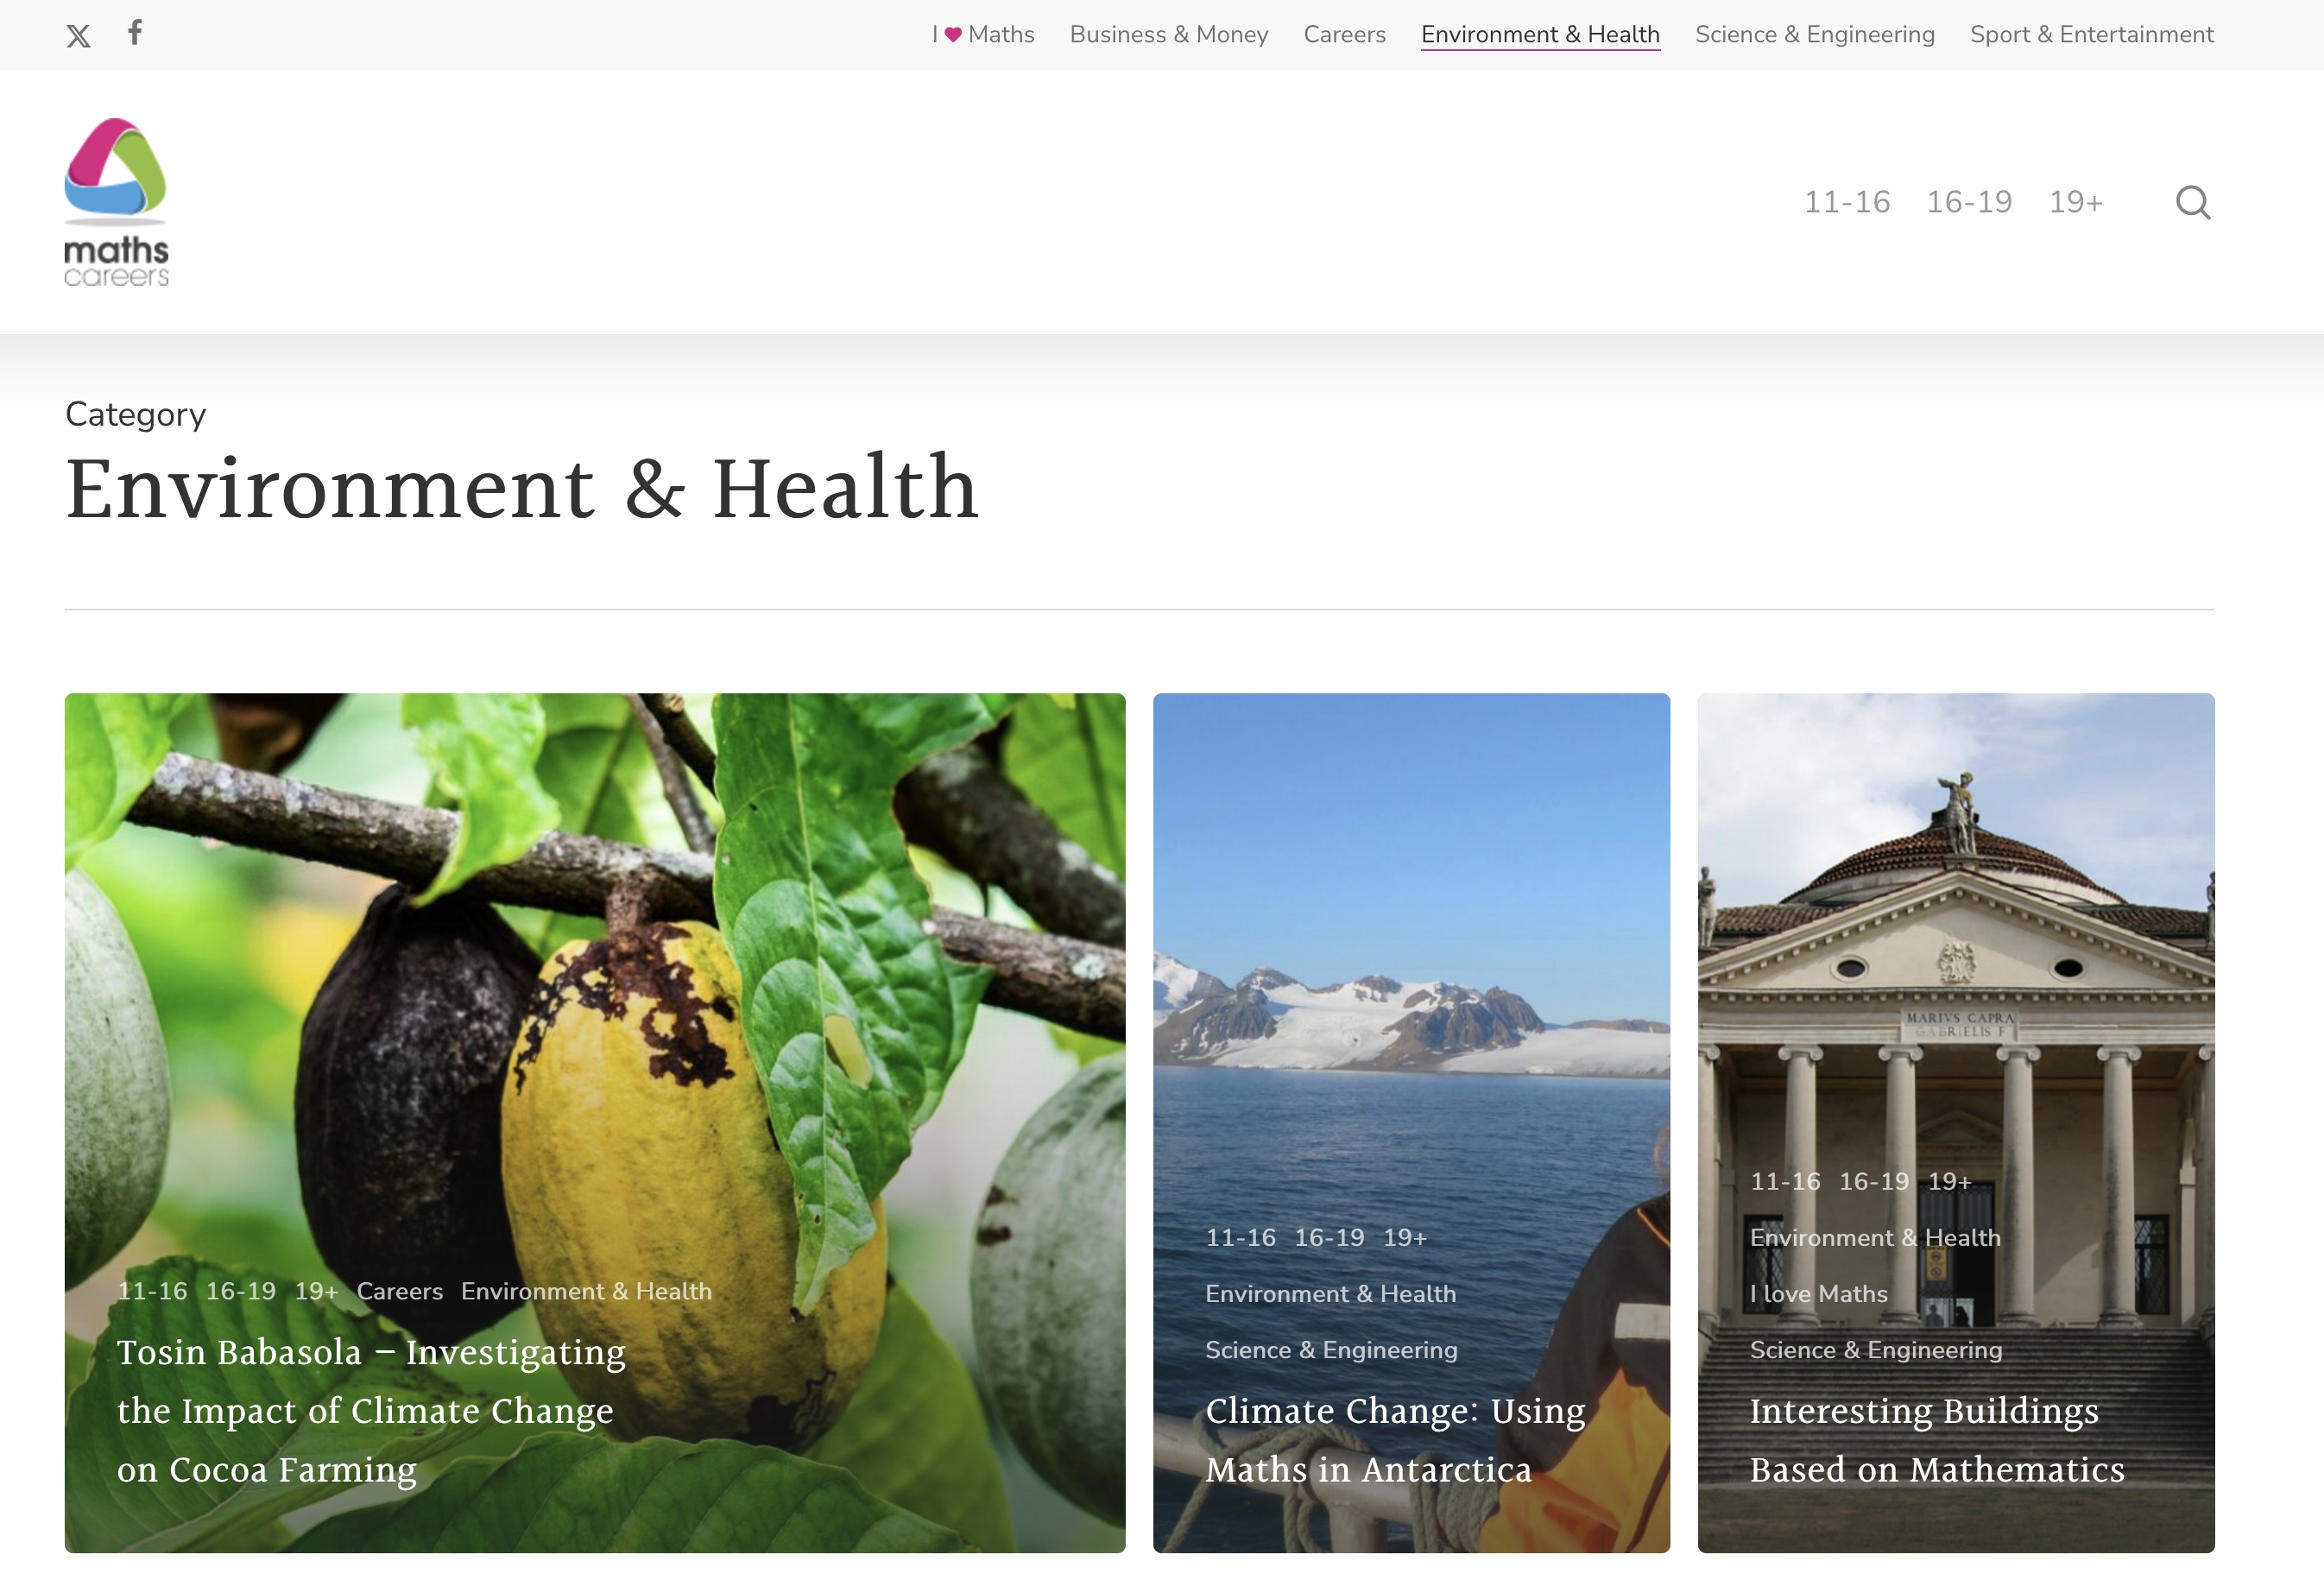 I ♥ Maths Business & Money Careers Environment & Health Science & Engineering Sport & Entertainment
maths
careers
11-16 16-19 19+
Category
Environment & Health
11-16 16-19 19+ Careers Environment & Health
Tosin Babasola – Investigating
the Impact of Climate Change
on Cocoa Farming
11-16 16-19 19+
Environment & Health
Science & Engineering
Climate Change: Using
Maths in Antarctica
MARIVS CAPRA
GABRIELIS F
11-16 16-19 19+
Environment & Health
I love Maths
Science & Engineering
Interesting Buildings
Based on Mathematics